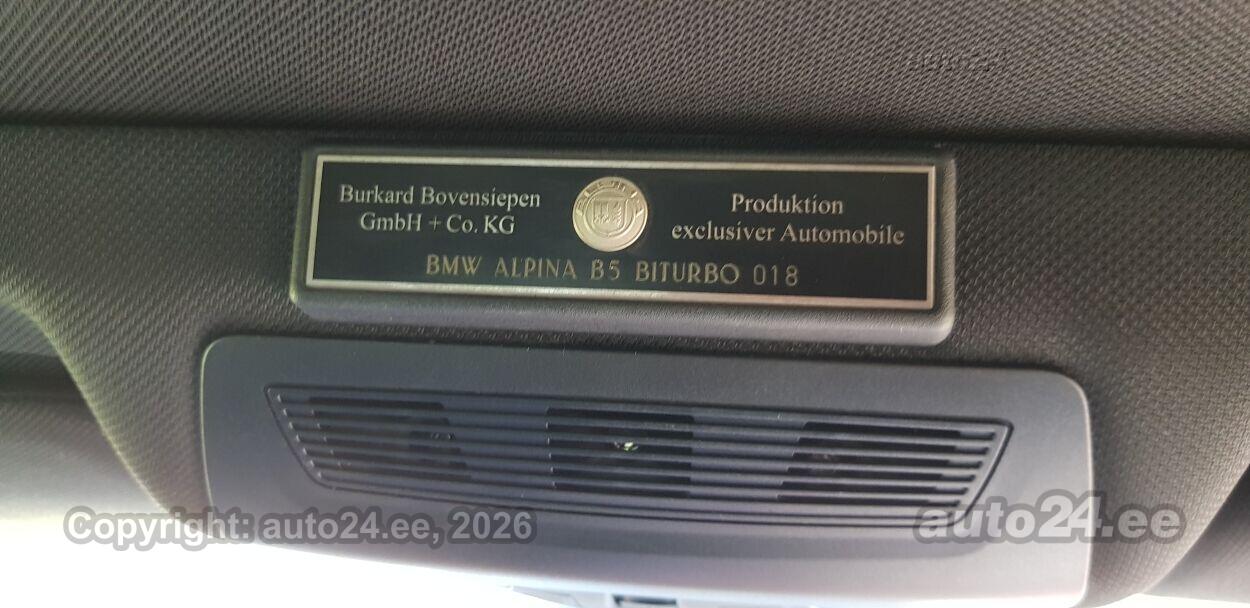 Burkard Bovensiepen
GmbH + Co. KG
Produktion
exclusiver Automobile
BMW ALPINA B5 BITURBO 018
Copyright: auto24.ee, 2026
auto24.ee